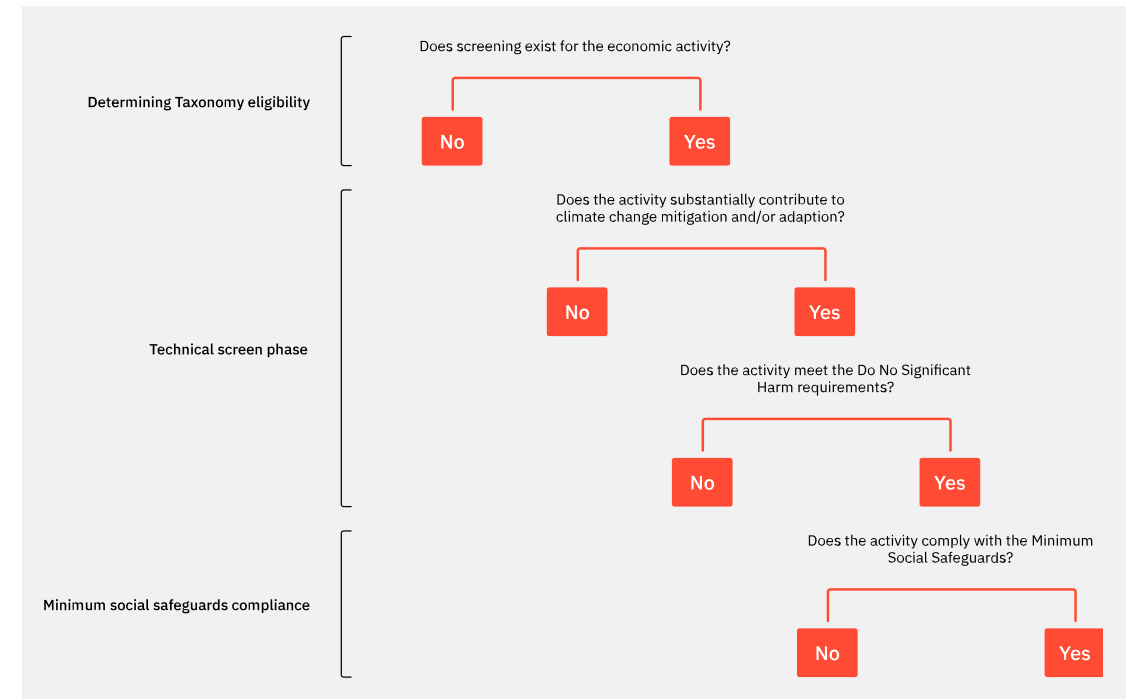 Does screening exist for the economic activity?
Determining Taxonomy eligibility
No
Yes
Does the activity substantially contribute to
climate change mitigation and/or adaption?
No
Yes
Technical screen phase
Does the activity meet the Do No Significant
Harm requirements?
No
Yes
Does the activity comply with the Minimum
Social Safeguards?
Minimum social safeguards compliance
No
Yes